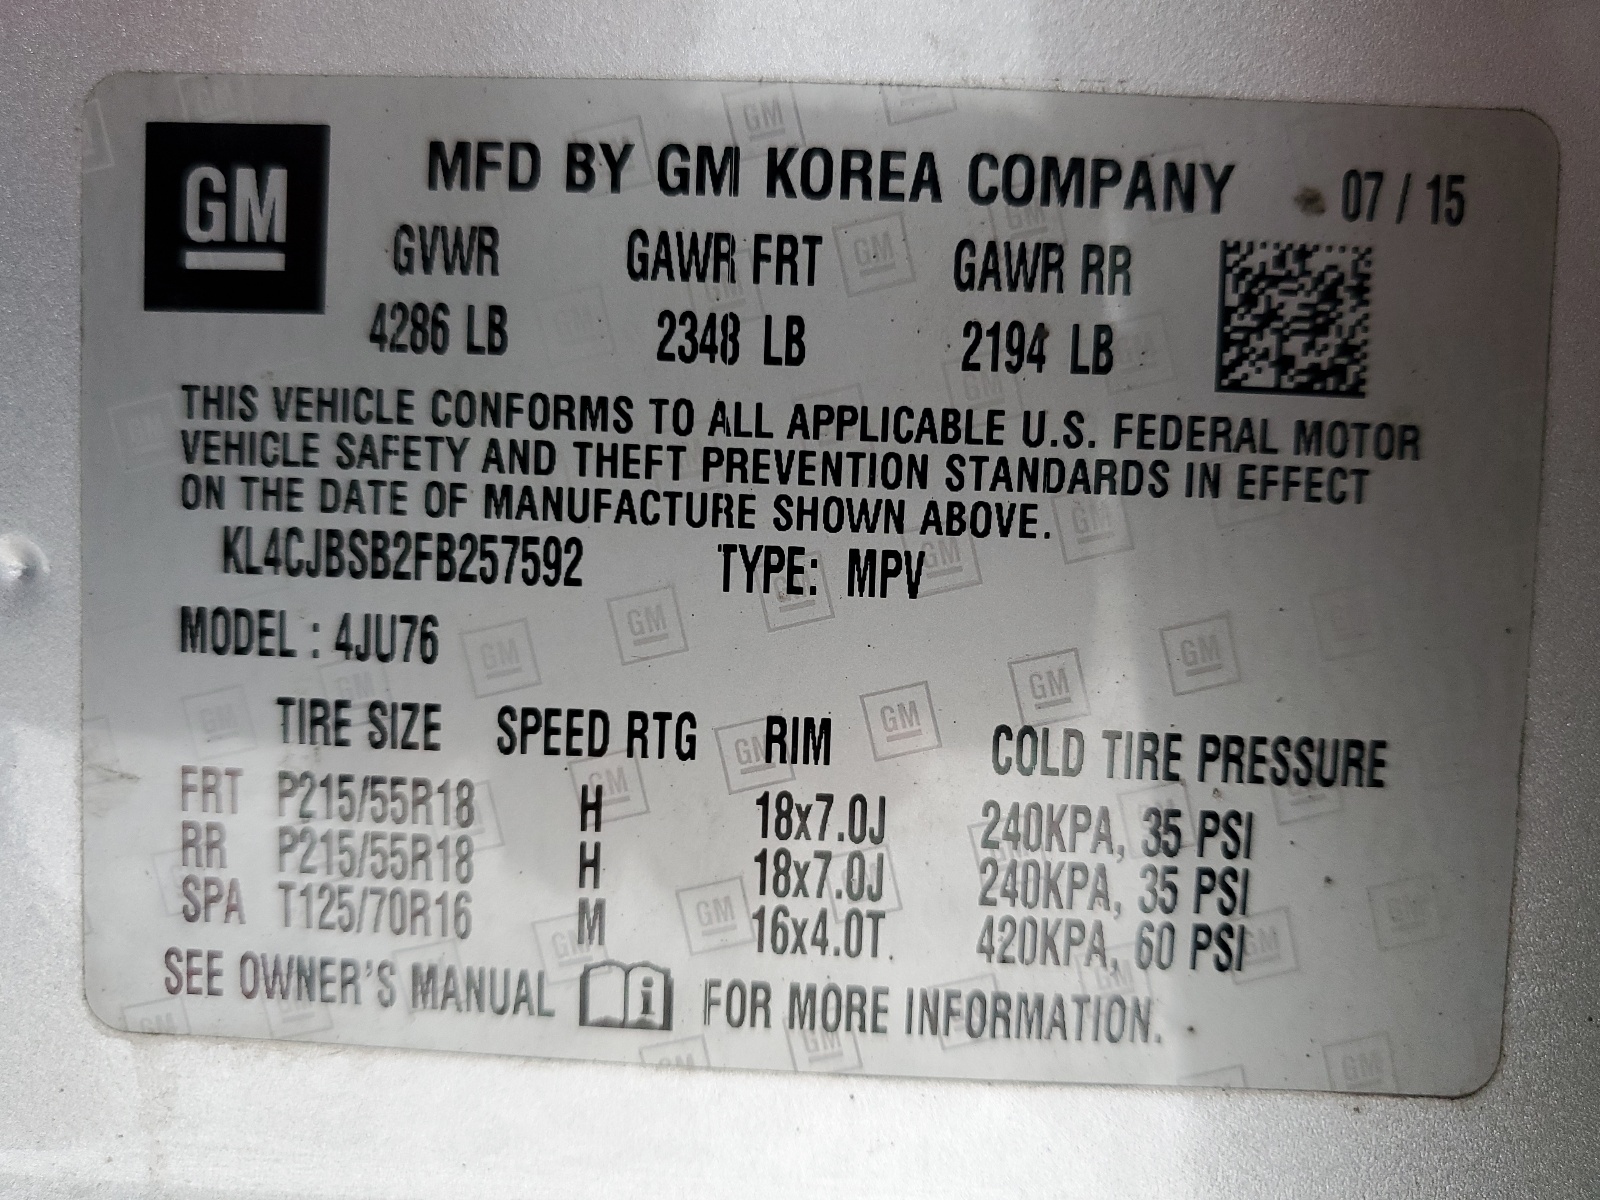 GM
MFD BY GM KOREA COMPANY 07 / 15
GVWR GAWR FRT GAWR RR
4286 LB 2348 LB 2194 LB
THIS VEHICLE CONFORMS TO ALL APPLICABLE U.S. FEDERAL MOTOR
VEHICLE SAFETY AND THEFT PREVENTION STANDARDS IN EFFECT
ON THE DATE OF MANUFACTURE SHOWN ABOVE.
KL4CJBSB2FB257592 TYPE: MPV
MODEL : 4JU76
TIRE SIZE SPEED RTG RIM COLD TIRE PRESSURE
FRT P215/55R18 H 18x7.0J 240KPA, 35 PSI
RR P215/55R18 H 18x7.0J 240KPA, 35 PSI
SPA T125/70R16 M 16x4.0T 420KPA, 60 PSI
SEE OWNER'S MANUAL i FOR MORE INFORMATION.